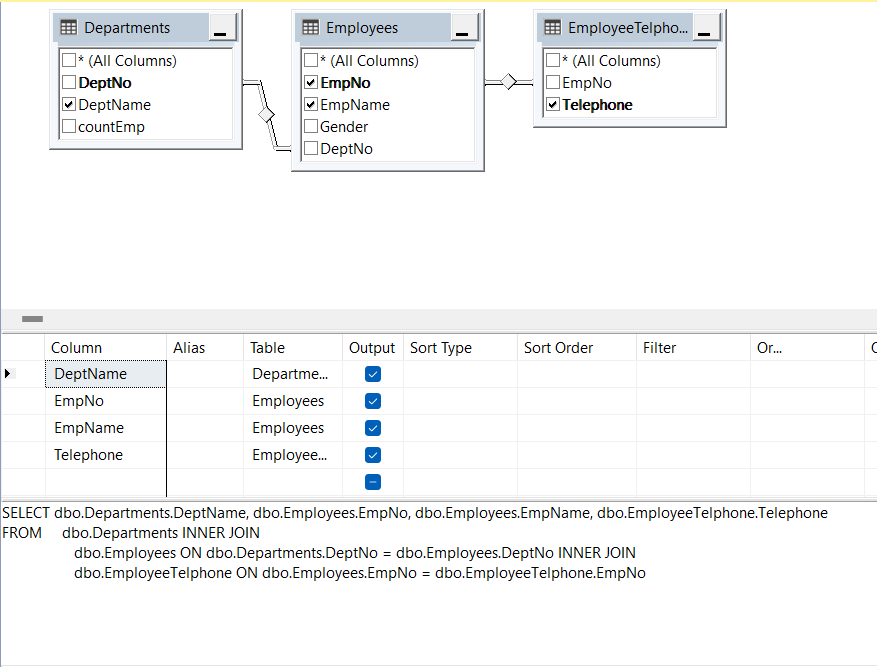 Departments
* (All Columns)
DeptNo
DeptName
countEmp
Employees
* (All Columns)
EmpNo
EmpName
Gender
DeptNo
EmployeeTelpho...
* (All Columns)
EmpNo
Telephone
Column Alias Table Output Sort Type Sort Order Filter Or...
DeptName Departme...
EmpNo Employees
EmpName Employees
Telephone Employee...
SELECT dbo.Departments.DeptName, dbo.Employees.EmpNo, dbo.Employees.EmpName, dbo.EmployeeTelphone.Telephone
FROM dbo.Departments INNER JOIN
dbo.Employees ON dbo.Departments.DeptNo = dbo.Employees.DeptNo INNER JOIN
dbo.EmployeeTelphone ON dbo.Employees.EmpNo = dbo.EmployeeTelphone.EmpNo